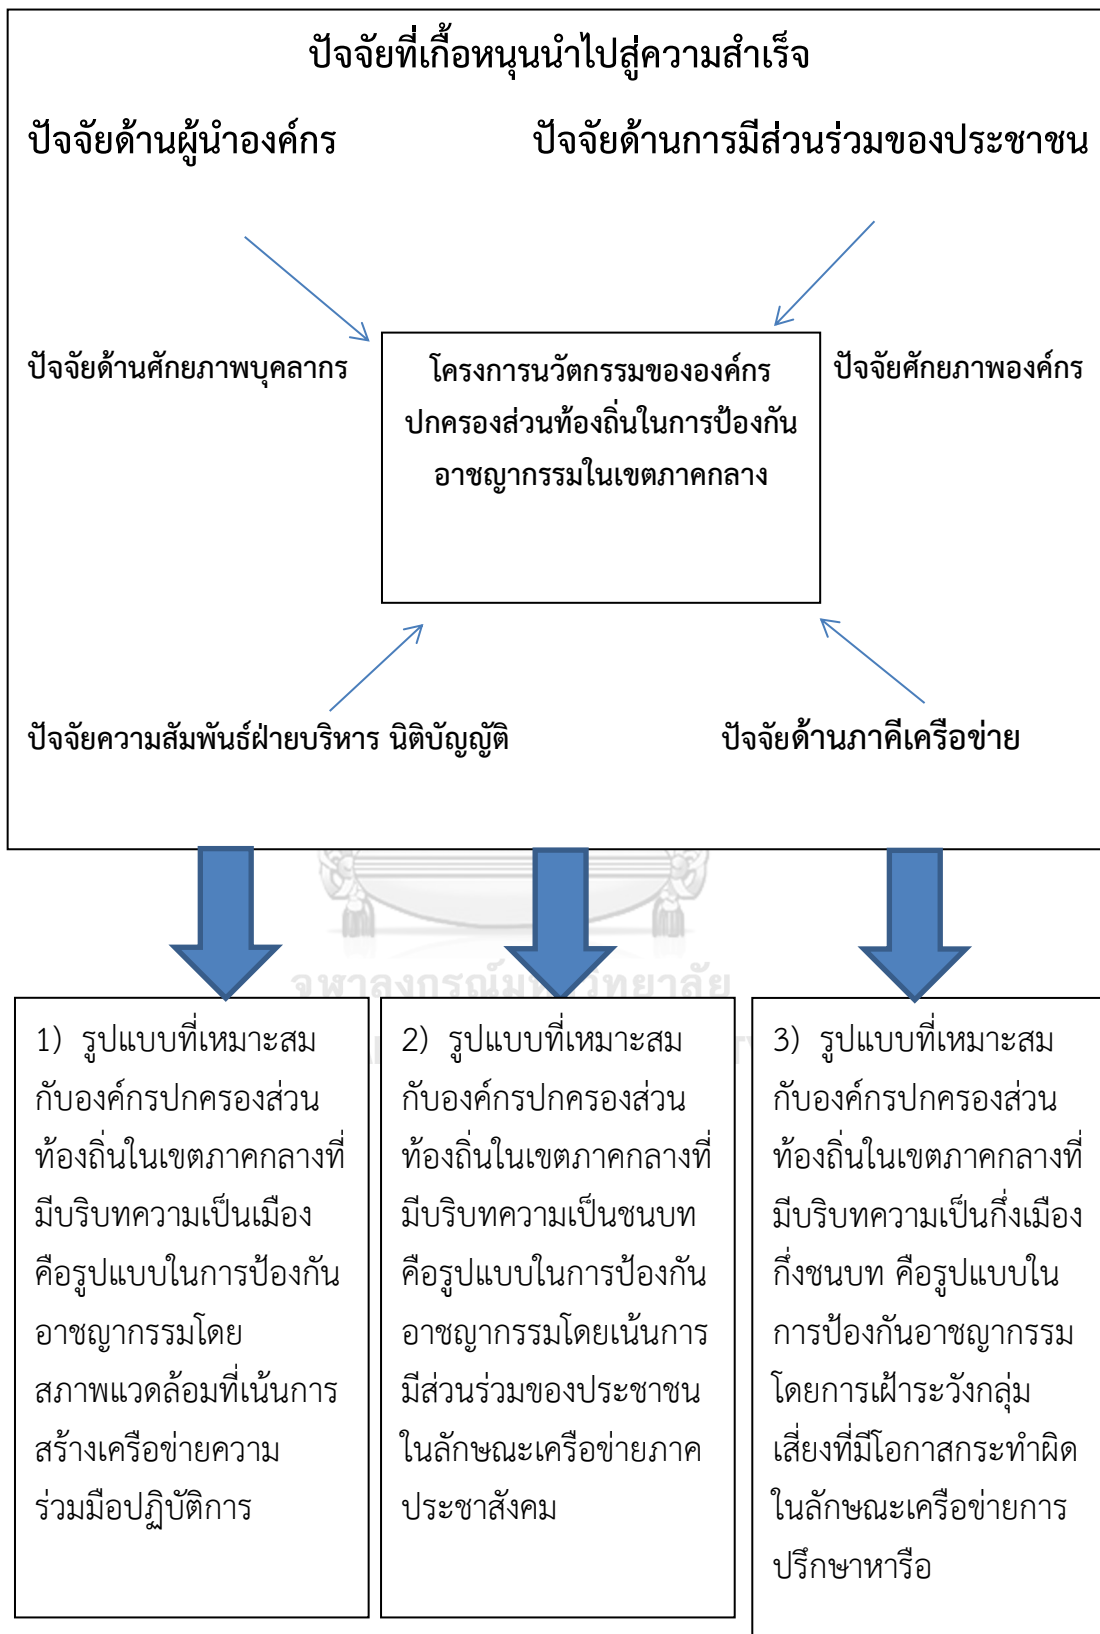 ปัจจัยที่เกื้อหนุนนำไปสู่ความสำเร็จ
ปัจจัยด้านผู้นำองค์กร
ปัจจัยด้านการมีส่วนร่วมของประชาชน
ปัจจัยด้านศักยภาพบุคลากร
โครงการนวัตกรรมขององค์กร
ปกครองส่วนท้องถิ่นในการป้องกัน
อาชญากรรมในเขตภาคกลาง
ปัจจัยศักยภาพองค์กร
ปัจจัยความสัมพันธ์ฝ่ายบริหาร นิติบัญญัติ
ปัจจัยด้านภาคีเครือข่าย
1) รูปแบบที่เหมาะสม
กับองค์กรปกครองส่วน
ท้องถิ่นในเขตภาคกลางที่
มีบริบทความเป็นเมือง
คือรูปแบบในการป้องกัน
อาชญากรรมโดย
สภาพแวดล้อมที่เน้นการ
สร้างเครือข่ายความ
ร่วมมือปฏิบัติการ
2) รูปแบบที่เหมาะสม
กับองค์กรปกครองส่วน
ท้องถิ่นในเขตภาคกลางที่
มีบริบทความเป็นชนบท
คือรูปแบบในการป้องกัน
อาชญากรรมโดยเน้นการ
มีส่วนร่วมของประชาชน
ในลักษณะเครือข่ายภาค
ประชาสังคม
3) รูปแบบที่เหมาะสม
กับองค์กรปกครองส่วน
ท้องถิ่นในเขตภาคกลางที่
มีบริบทความเป็นกึ่งเมือง
กึ่งชนบท คือรูปแบบใน
การป้องกันอาชญากรรม
โดยการเฝ้าระวังกลุ่ม
เสี่ยงที่มีโอกาสกระทำผิด
ในลักษณะเครือข่ายการ
ปรึกษาหารือ